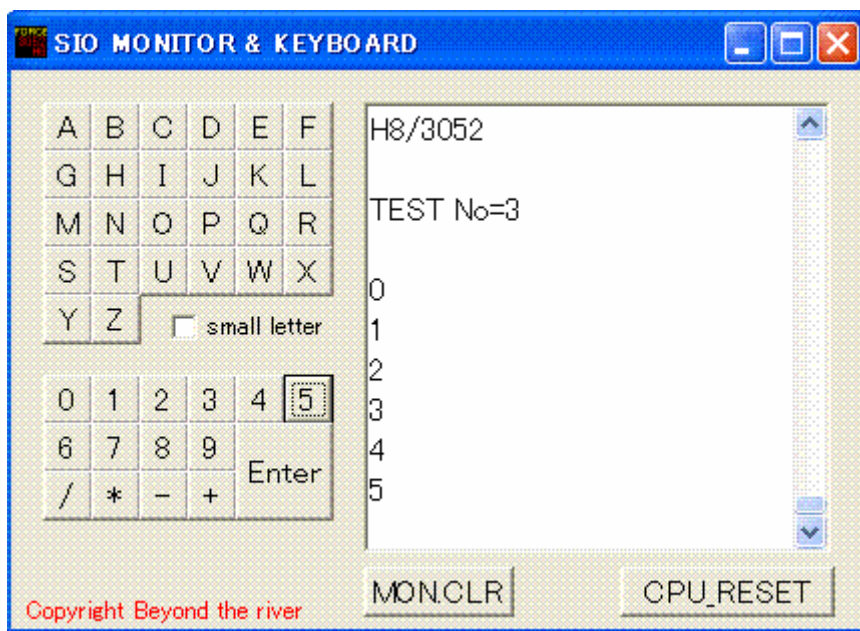 SIO MONITOR & KEYBOARD
A B C D E F
G H I J K L
M N O P Q R
S T U V W X
Y Z
small letter
0 1 2 3 4 5
6 7 8 9
Enter
/ * - +
H8/3052
TEST No=3
0
1
2
3
4
5
MON.CLR
CPU_RESET
Copyright Beyond the river